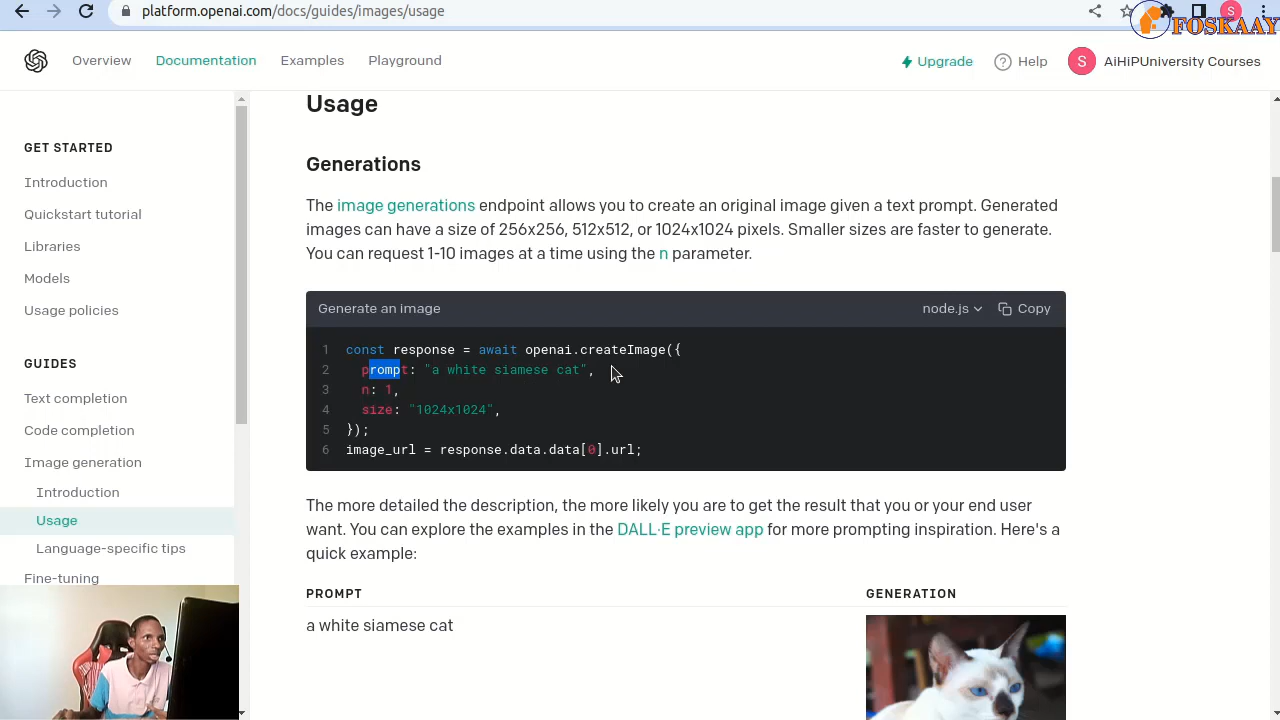 platform.openai.com/docs/guides/images/usage
S
FOSKAAY
Overview
Documentation
Examples
Playground
Upgrade
? Help
S
AiHiPUniversity Courses
GET STARTED
Introduction
Quickstart tutorial
Libraries
Models
Usage policies
GUIDES
Text completion
Code completion
Image generation
Introduction
Usage
Language-specific tips
Fine-tuning
Usage
Generations
The image generations endpoint allows you to create an original image given a text prompt. Generated
images can have a size of 256x256, 512x512, or 1024x1024 pixels. Smaller sizes are faster to generate.
You can request 1-10 images at a time using the n parameter.
Generate an image
node.js
Copy
1 const response = await openai.createImage({
2 prompt: "a white siamese cat",
3 n: 1,
4 size: "1024x1024",
5 });
6 image_url = response.data.data[0].url;
The more detailed the description, the more likely you are to get the result that you or your end user
want. You can explore the examples in the DALL·E preview app for more prompting inspiration. Here's a
quick example:
PROMPT
GENERATION
a white siamese cat